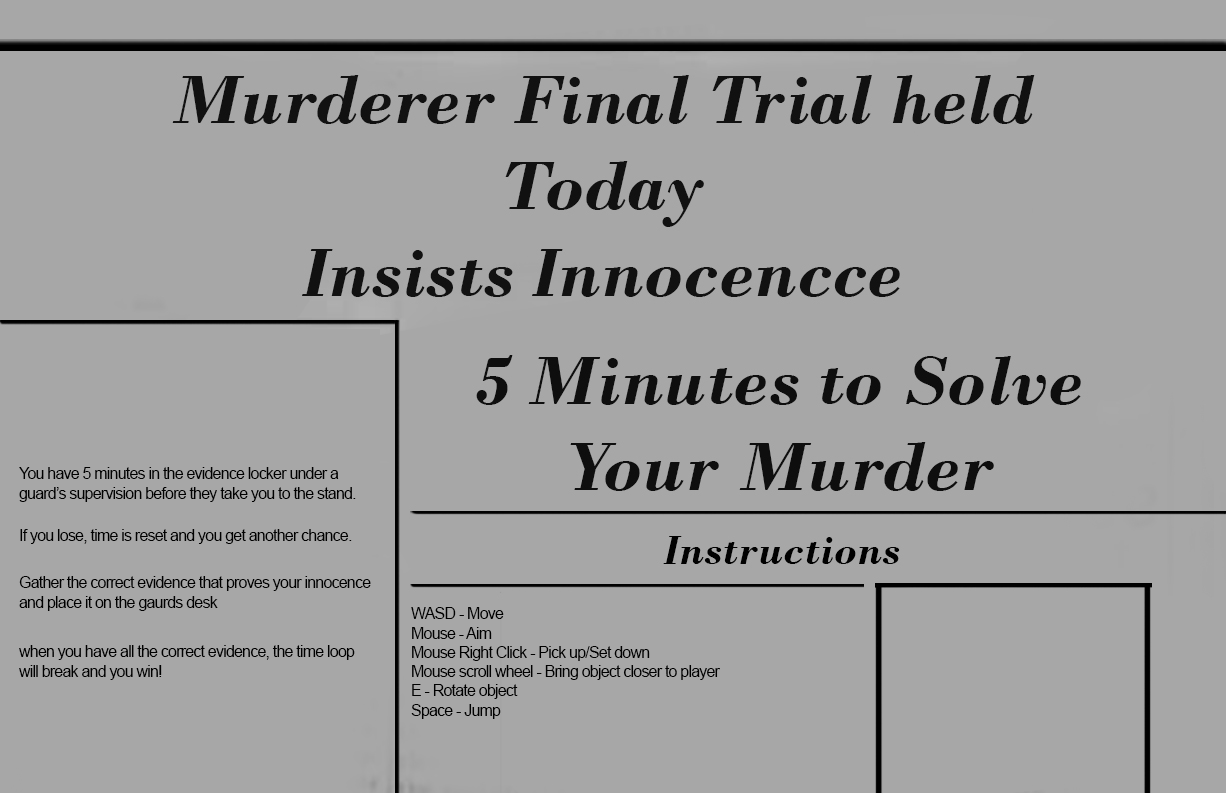 Murderer Final Trial held
Today
Insists Innocencce
5 Minutes to Solve
Your Murder
You have 5 minutes in the evidence locker under a
guard's supervision before they take you to the stand.
If you lose, time is reset and you get another chance.
Gather the correct evidence that proves your innocence
and place it on the gaurds desk
when you have all the correct evidence, the time loop
will break and you win!
Instructions
WASD - Move
Mouse - Aim
Mouse Right Click - Pick up/Set down
Mouse scroll wheel - Bring object closer to player
E - Rotate object
Space - Jump